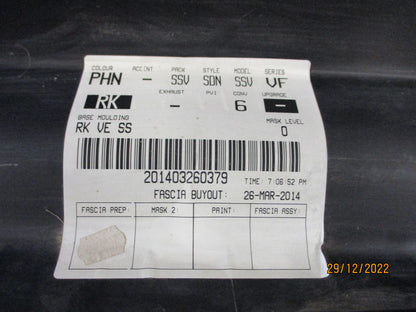 COLOUR ACCENT PACK STYLE MODEL SERIES
PHN - SSV SDN SSV VF
RK EXHAUST PVI CONV UPGRADE
- 6 -
BASE MOULDING MASK LEVEL
RK VE SS 0
201403260379 TIME: 7:06:52 PM
FASCIA BUYOUT: 26-MAR-2014
FASCIA PREP: MASK 2: PAINT: FASCIA ASSY:
29/12/2022